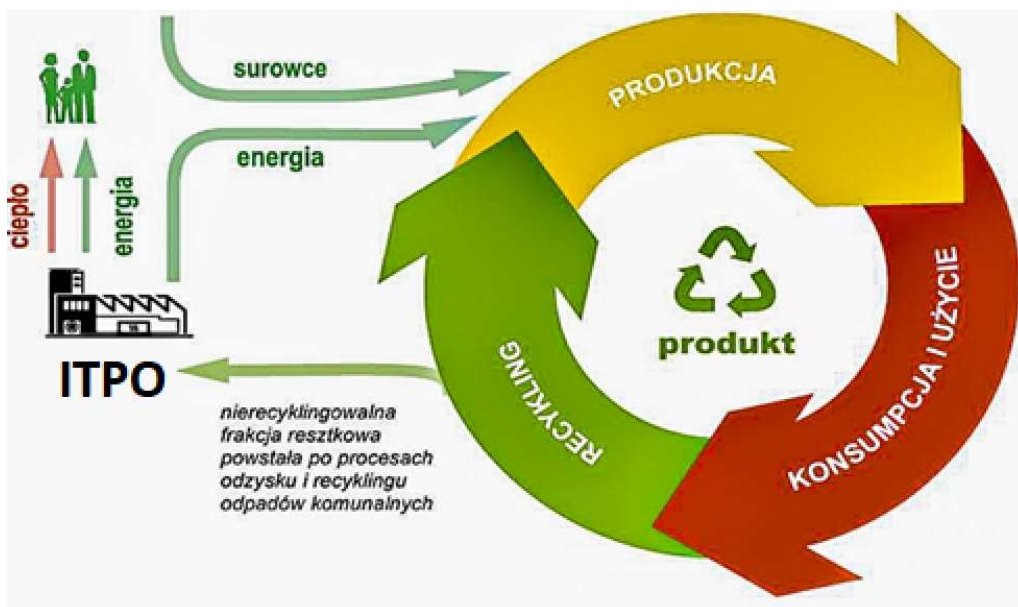 surowce
energia
ciepło
energia
ITPO
nierecyklingowalna
frakcja resztkowa
powstała po procesach
odzysku i recyklingu
odpadów komunalnych
PRODUKCJA
KONSUMPCJA I UŻYCIE
RECYKLING
produkt